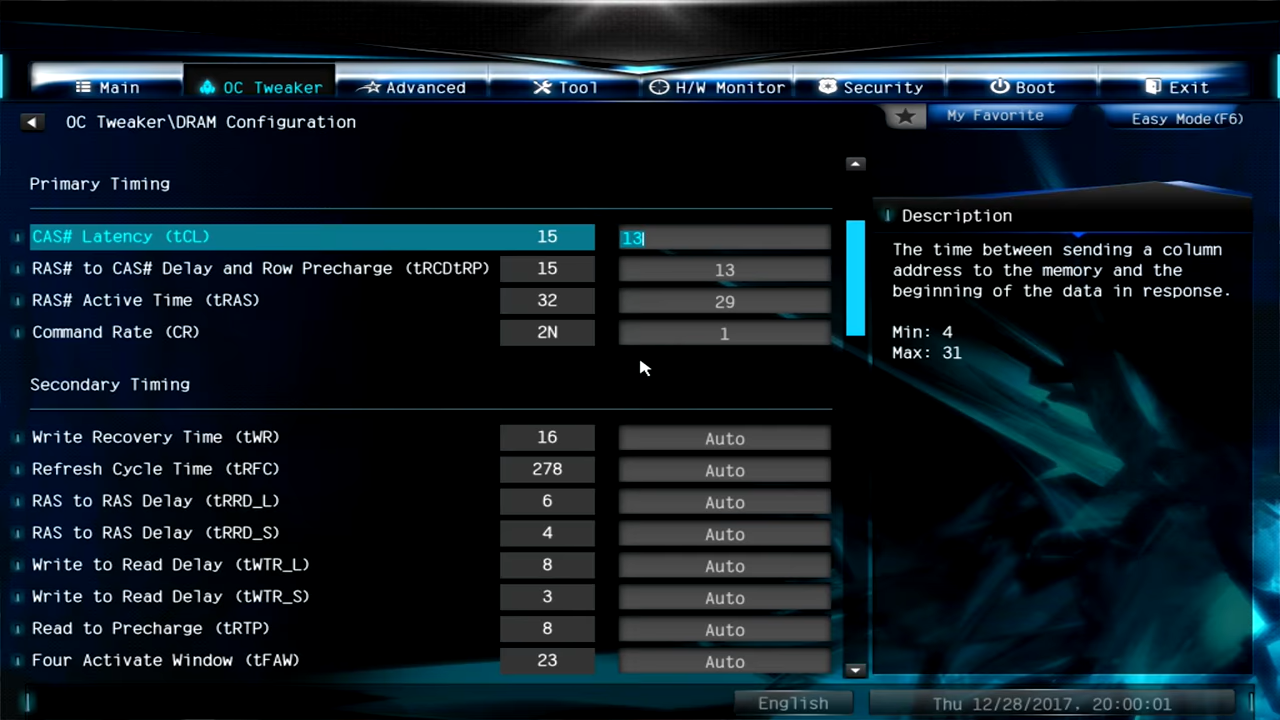 Main OC Tweaker Advanced Tool H/W Monitor Security Boot Exit
OC Tweaker\DRAM Configuration
My Favorite Easy Mode(F6)
Primary Timing
CAS# Latency (tCL) 15 13
RAS# to CAS# Delay and Row Precharge (tRCDtRP) 15 13
RAS# Active Time (tRAS) 32 29
Command Rate (CR) 2N 1
Secondary Timing
Write Recovery Time (tWR) 16 Auto
Refresh Cycle Time (tRFC) 278 Auto
RAS to RAS Delay (tRRD_L) 6 Auto
RAS to RAS Delay (tRRD_S) 4 Auto
Write to Read Delay (tWTR_L) 8 Auto
Write to Read Delay (tWTR_S) 3 Auto
Read to Precharge (tRTP) 8 Auto
Four Activate Window (tFAW) 23 Auto
Description
The time between sending a column
address to the memory and the
beginning of the data in response.
Min: 4
Max: 31
English Thu 12/28/2017. 20:00:01